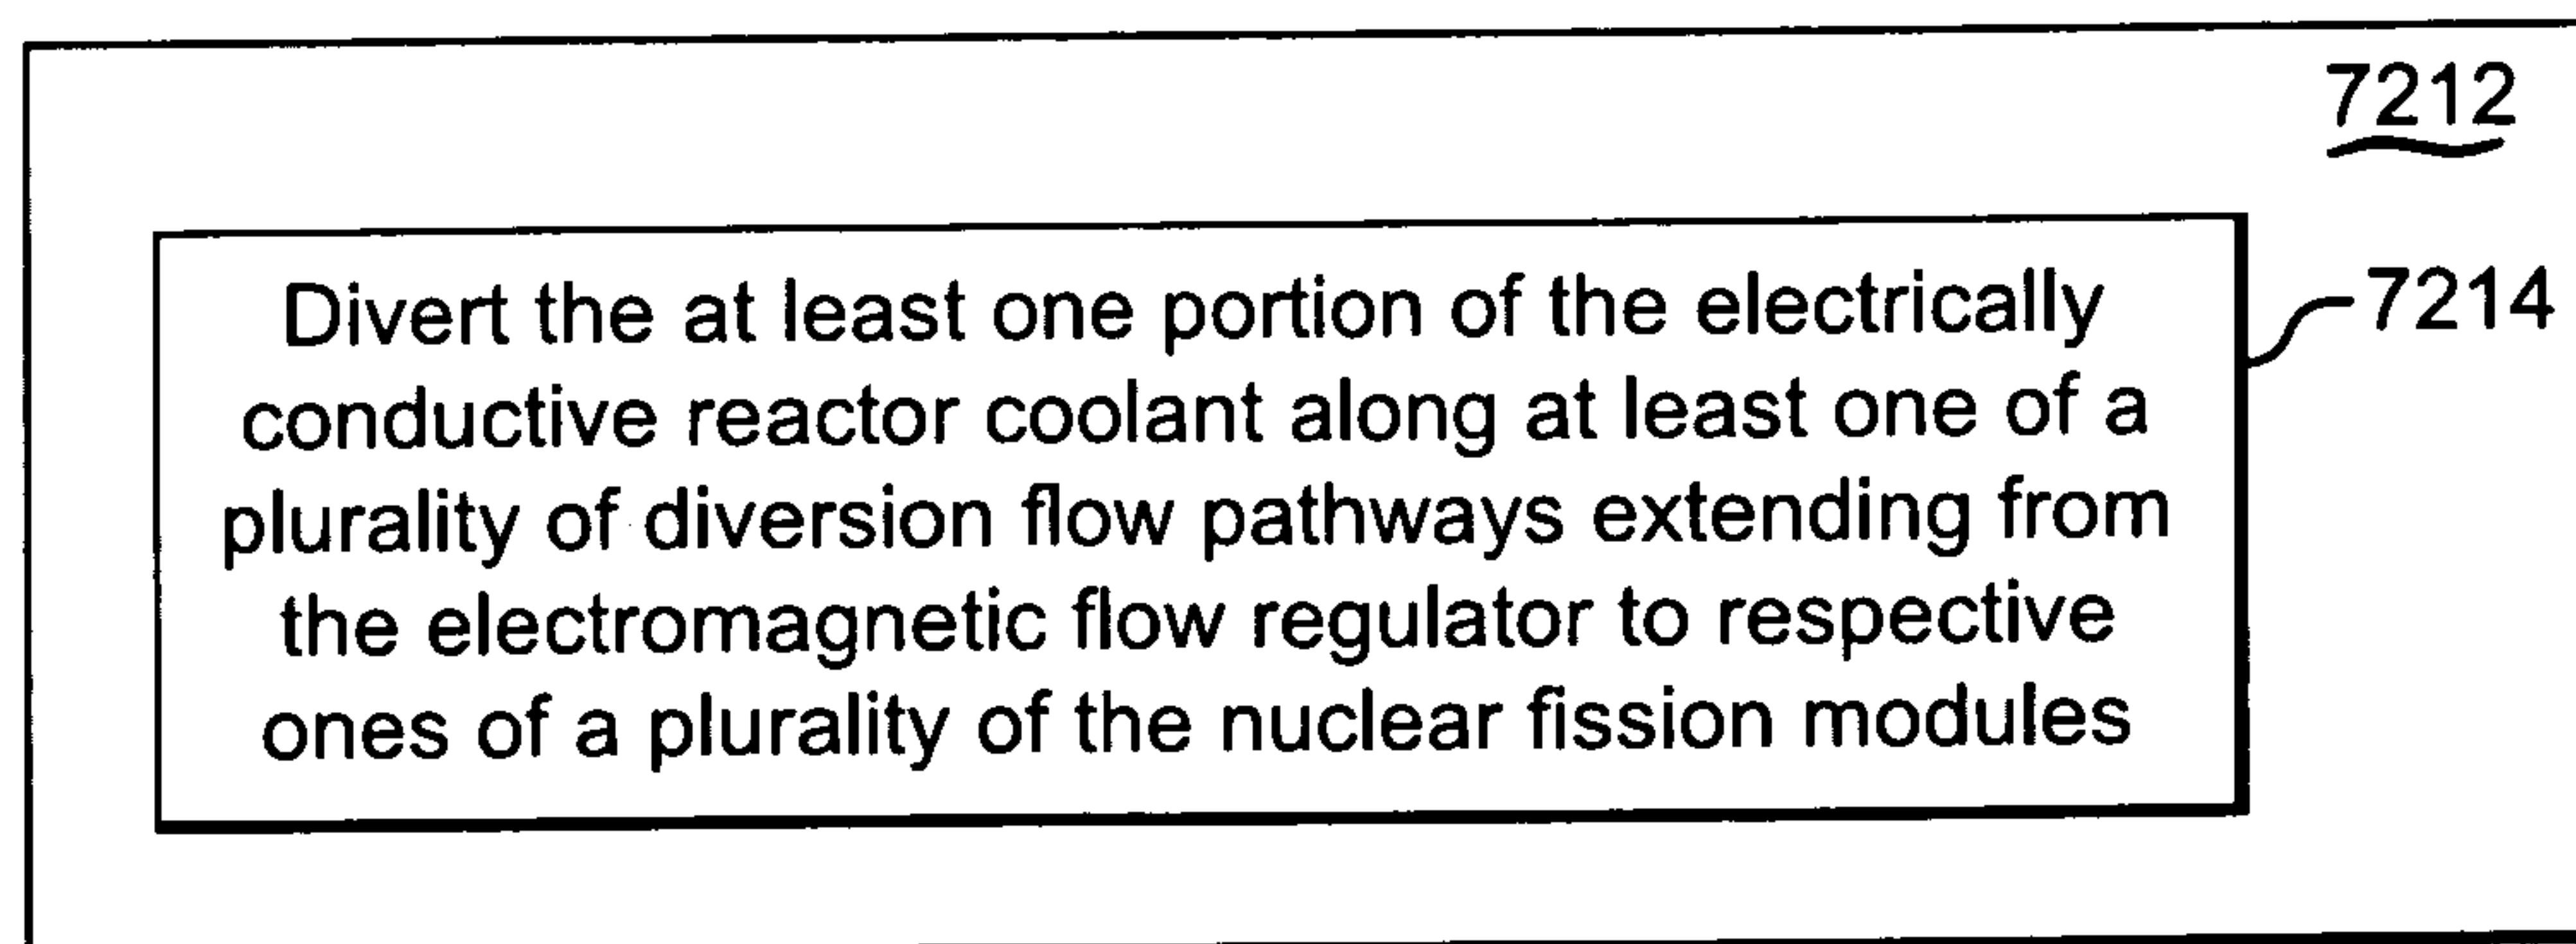 7212
Divert the at least one portion of the electrically
7214
conductive reactor coolant along at least one of a
plurality of diversion flow pathways extending from
the electromagnetic flow regulator to respective
ones of a plurality of the nuclear fission modules